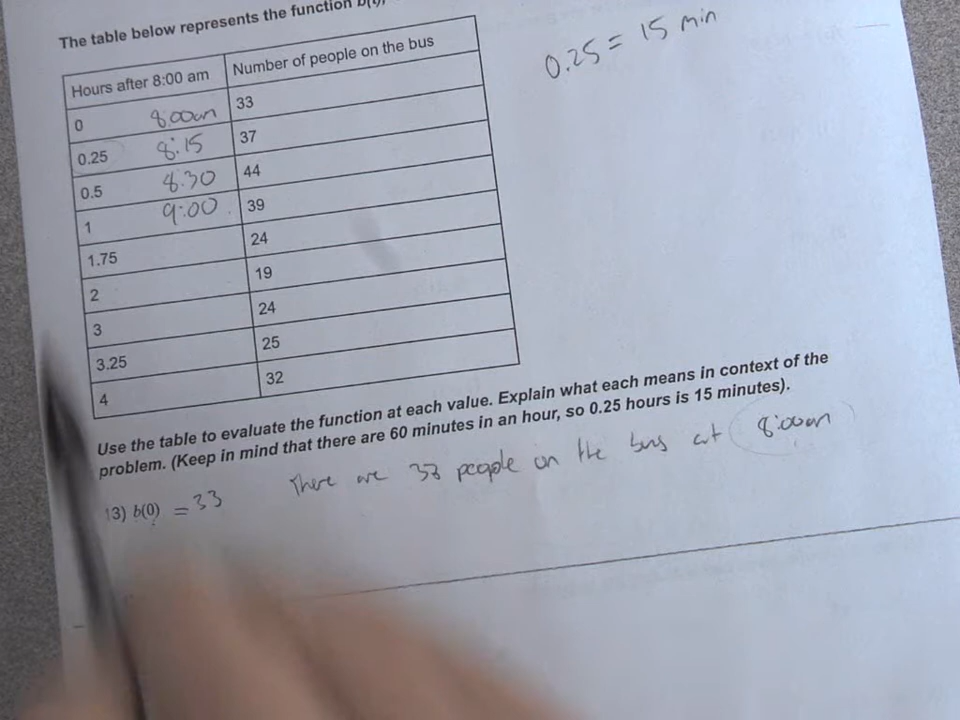 The table below represents the function b(t),
0.25 = 15 min
Hours after 8:00 am Number of people on the bus
0 8:00am 33
0.25 8:15 37
0.5 8:30 44
1 9:00 39
1.75 24
2 19
3 24
3.25 25
4 32
Use the table to evaluate the function at each value. Explain what each means in context of the
problem. (Keep in mind that there are 60 minutes in an hour, so 0.25 hours is 15 minutes).
13) b(0) = 33 There are 33 people on the bus at 8:00am